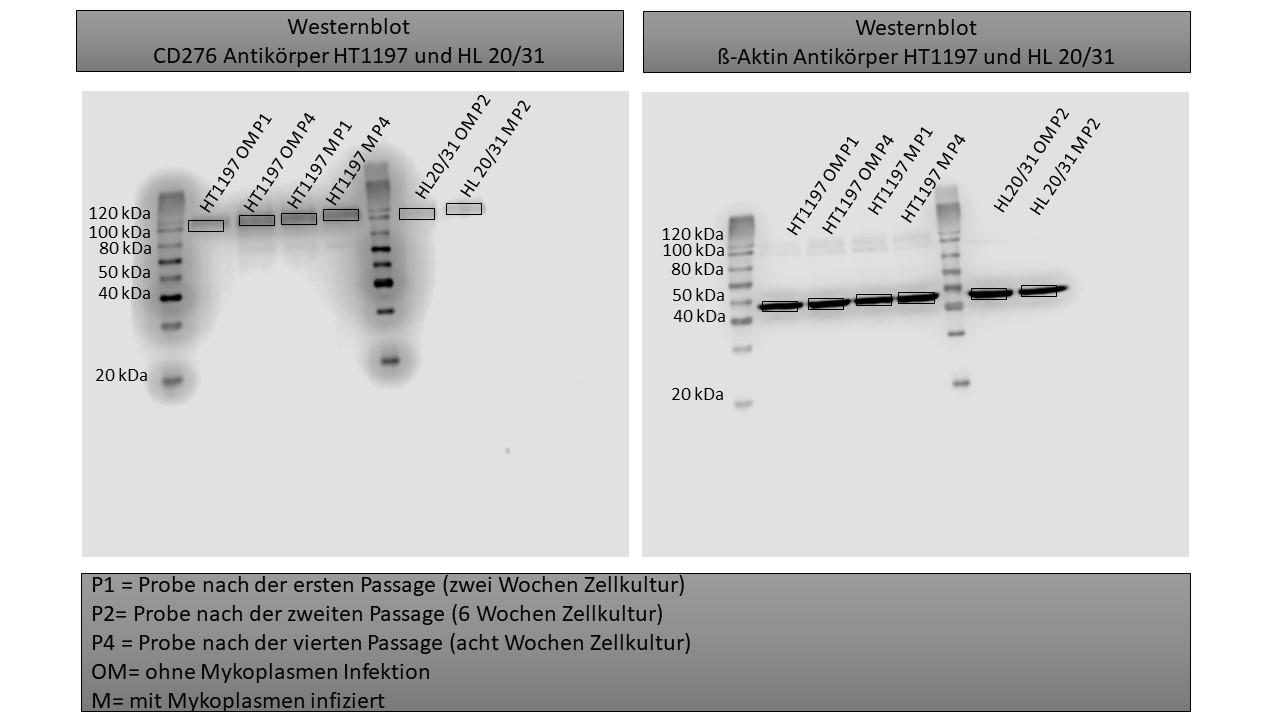 Westernblot
CD276 Antikörper HT1197 und HL 20/31
Westernblot
ß-Aktin Antikörper HT1197 und HL 20/31
HT1197 OM P1
HT1197 OM P4
HT1197 M P1
HT1197 M P4
HL20/31 OM P2
HL 20/31 M P2
120 kDa
100 kDa
80 kDa
50 kDa
40 kDa
20 kDa
HT1197 OM P1
HT1197 OM P4
HT1197 M P1
HT1197 M P4
HL20/31 OM P2
HL 20/31 M P2
120 kDa
100 kDa
80 kDa
50 kDa
40 kDa
20 kDa
P1 = Probe nach der ersten Passage (zwei Wochen Zellkultur)
P2= Probe nach der zweiten Passage (6 Wochen Zellkultur)
P4 = Probe nach der vierten Passage (acht Wochen Zellkultur)
OM= ohne Mykoplasmen Infektion
M= mit Mykoplasmen infiziert